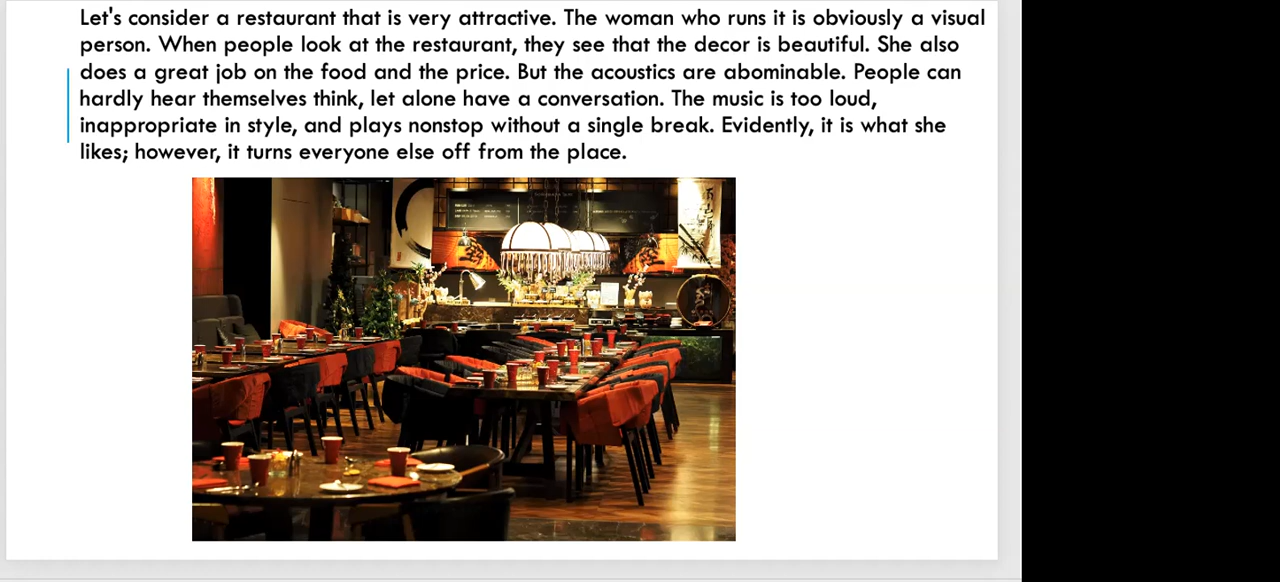 Let's consider a restaurant that is very attractive. The woman who runs it is obviously a visual
person. When people look at the restaurant, they see that the decor is beautiful. She also
does a great job on the food and the price. But the acoustics are abominable. People can
hardly hear themselves think, let alone have a conversation. The music is too loud,
inappropriate in style, and plays nonstop without a single break. Evidently, it is what she
likes; however, it turns everyone else off from the place.